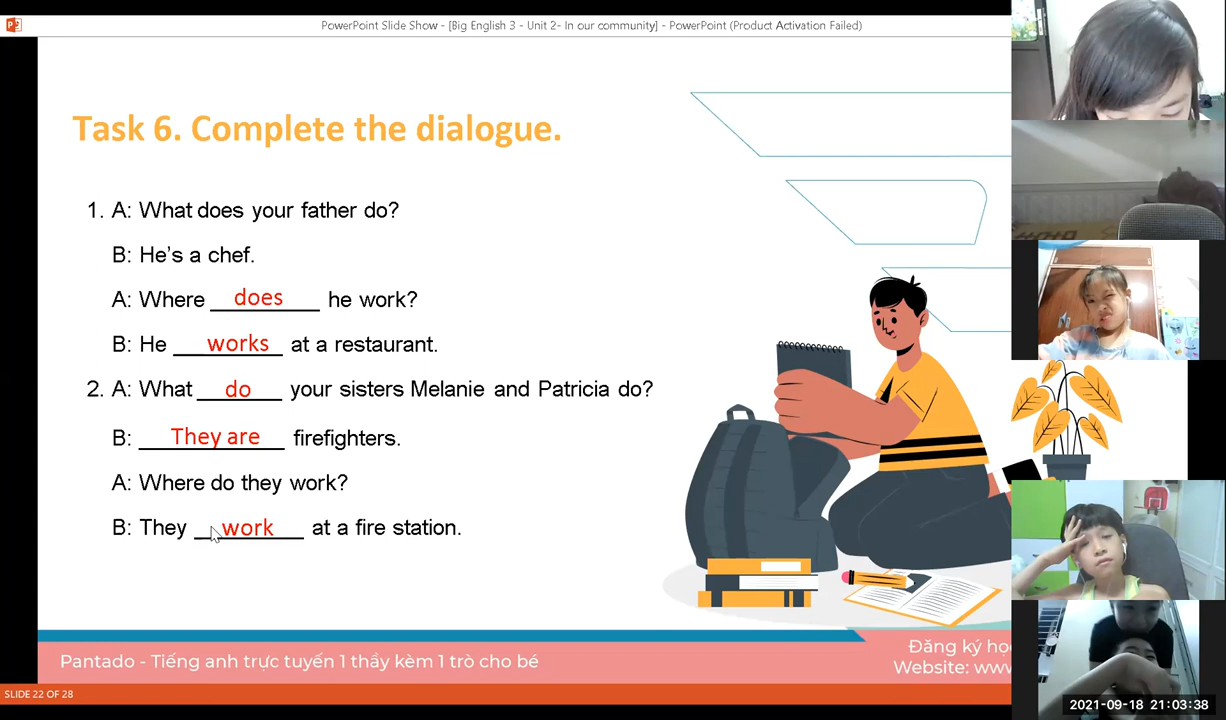 PowerPoint Slide Show - [Big English 3 - Unit 2- In our community] - PowerPoint (Product Activation Failed)
Task 6. Complete the dialogue.
1. A: What does your father do?
B: He's a chef.
A: Where does he work?
B: He works at a restaurant.
2. A: What do your sisters Melanie and Patricia do?
B: They are firefighters.
A: Where do they work?
B: They work at a fire station.
Pantado - Tiếng anh trực tuyến 1 thầy kèm 1 trò cho bé
Đăng ký
Website:
SLIDE 22 OF 28
2021-09-18 21:03:38